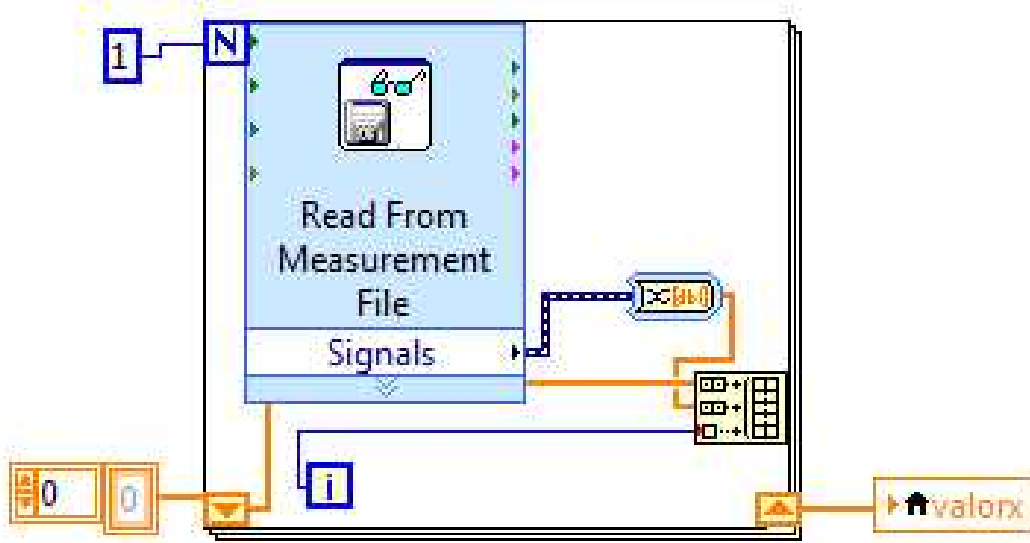 1
N
Read From
Measurement
File
Signals
i
0
0
valorx